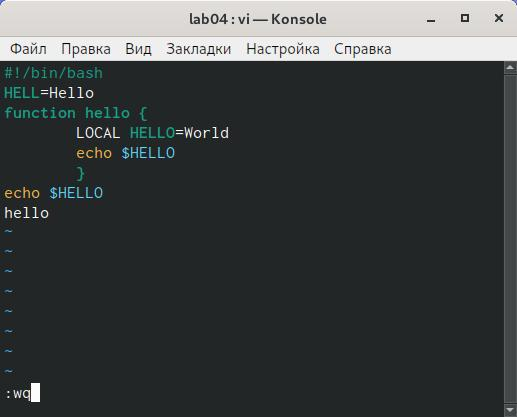 lab04 : vi — Konsole
Файл Правка Вид Закладки Настройка Справка
#!/bin/bash
HELL=Hello
function hello {
        LOCAL HELLO=World
        echo $HELLO
        }
echo $HELLO
hello
~
~
~
~
~
~
~
~
:wq